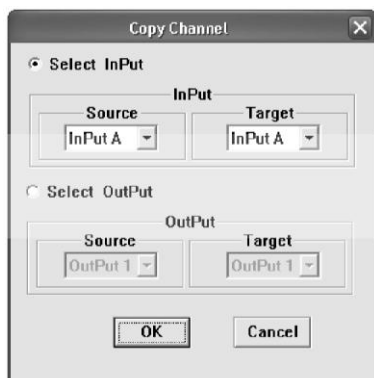 Copy Channel
Select InPut
InPut
Source Target
InPut A InPut A
Select OutPut
OutPut
Source Target
OutPut 1 OutPut 1
OK Cancel